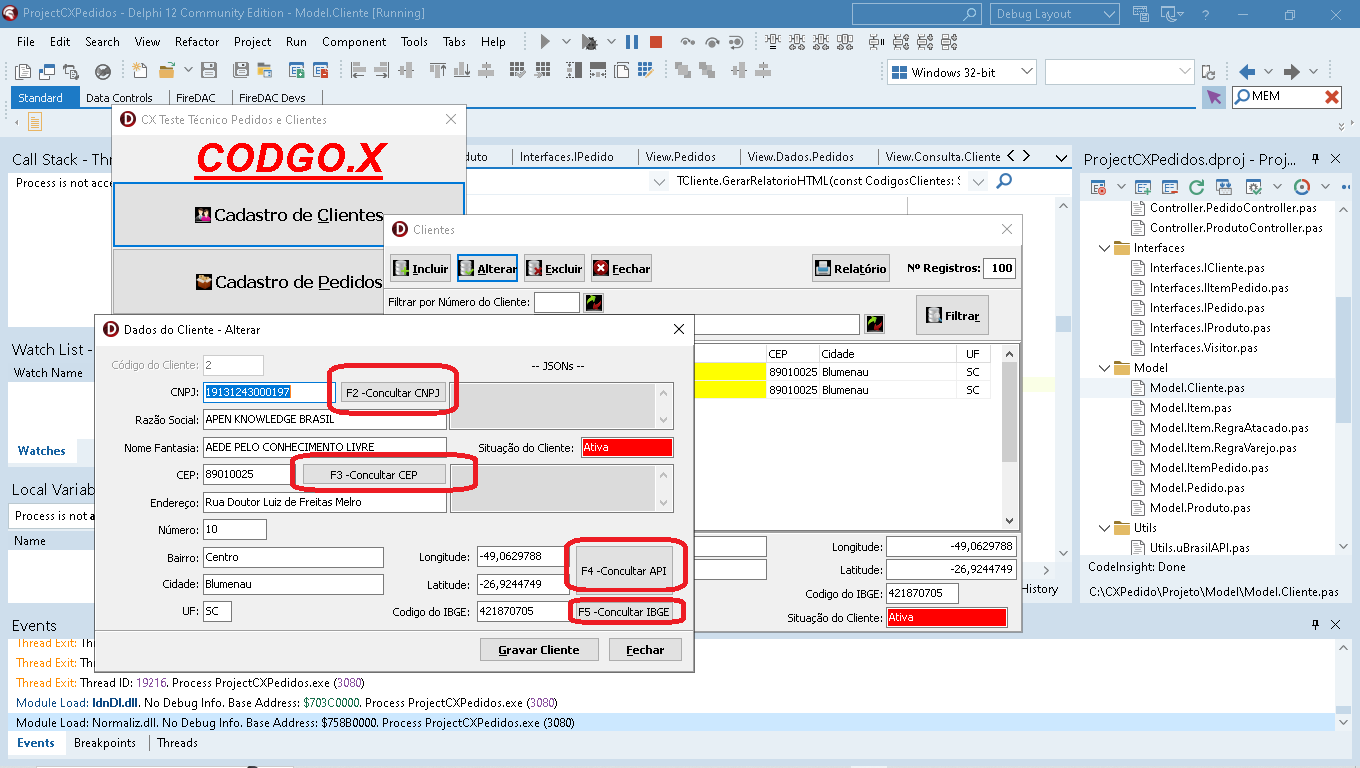 ProjectCXPedidos - Delphi 12 Community Edition - Model.Cliente [Running]
Debug Layout
File Edit Search View Refactor Project Run Component Tools Tabs Help
Windows 32-bit
Standard Data Controls FireDAC FireDAC Devs
MEM
CX Teste Técnico Pedidos e Clientes
CODGO.X
Cadastro de Clientes
Cadastro de Pedidos
Call Stack - Thr
Process is not acce
Watch List -
Watch Name
Watches
Local Variab
Process is not a
Name
duto Interfaces.IPedido View.Pedidos View.Dados.Pedidos View.Consulta.Cliente
TCliente.GerarRelatorioHTML(const CodigosClientes: S
Clientes
Incluir Alterar Excluir Fechar Relatório Nº Registros: 100
Filtrar por Número do Cliente:
Filtrar
CEP Cidade UF
89010025 Blumenau SC
89010025 Blumenau SC
Longitude: -49,0629788
Latitude: -26,9244749
Codigo do IBGE: 421870705
Situação do Cliente: Ativa
History
Dados do Cliente - Alterar
Código do Cliente: 2
-- JSONs --
CNPJ: 19131243000197 F2 -Concultar CNPJ
Razão Social: APEN KNOWLEDGE BRASIL
Nome Fantasia: AEDE PELO CONHECIMENTO LIVRE Situação do Cliente: Ativa
CEP: 89010025 F3 -Concultar CEP
Endereço: Rua Doutor Luiz de Freitas Melro
Número: 10
Bairro: Centro Longitude: -49,0629788 F4 -Concultar API
Cidade: Blumenau Latitude: -26,9244749
UF: SC Codigo do IBGE: 421870705 F5 -Concultar IBGE
Gravar Cliente Fechar
ProjectCXPedidos.dproj - Proj...
Controller.PedidoController.pas
Controller.ProdutoController.pas
Interfaces
Interfaces.ICliente.pas
Interfaces.IItemPedido.pas
Interfaces.IPedido.pas
Interfaces.IProduto.pas
Interfaces.Visitor.pas
Model
Model.Cliente.pas
Model.Item.pas
Model.Item.RegraAtacado.pas
Model.Item.RegraVarejo.pas
Model.ItemPedido.pas
Model.Pedido.pas
Model.Produto.pas
Utils
Utils.uBrasilAPI.pas
CodeInsight: Done
C:\CXPedido\Projeto\Model\Model.Cliente.pas
Events
Thread Exit: Thr
Thread Exit: Thr
Thread Exit: Thread ID: 19216. Process ProjectCXPedidos.exe (3080)
Module Load: IdnDl.dll. No Debug Info. Base Address: $703C0000. Process ProjectCXPedidos.exe (3080)
Module Load: Normaliz.dll. No Debug Info. Base Address: $758B0000. Process ProjectCXPedidos.exe (3080)
Events Breakpoints Threads